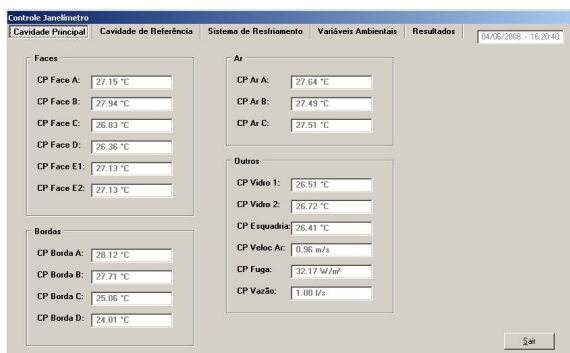 Controle Janelímetro
Cavidade Principal Cavidade de Referência Sistema de Resfriamento Variáveis Ambientais Resultados 04/06/2008 - 16:20:40
Faces
CP Face A: 27.15 °C
CP Face B: 27.94 °C
CP Face C: 26.83 °C
CP Face D: 26.36 °C
CP Face E1: 27.13 °C
CP Face E2: 27.13 °C
Bordas
CP Borda A: 28.12 °C
CP Borda B: 27.71 °C
CP Borda C: 25.06 °C
CP Borda D: 24.01 °C
Ar
CP Ar A: 27.64 °C
CP Ar B: 27.49 °C
CP Ar C: 27.51 °C
Outros
CP Vidro 1: 26.51 °C
CP Vidro 2: 26.72 °C
CP Esquadria: 26.41 °C
CP Veloc Ar: 0.96 m/s
CP Fuga: 32.17 W/m²
CP Vazão: 1.00 l/s
Sair